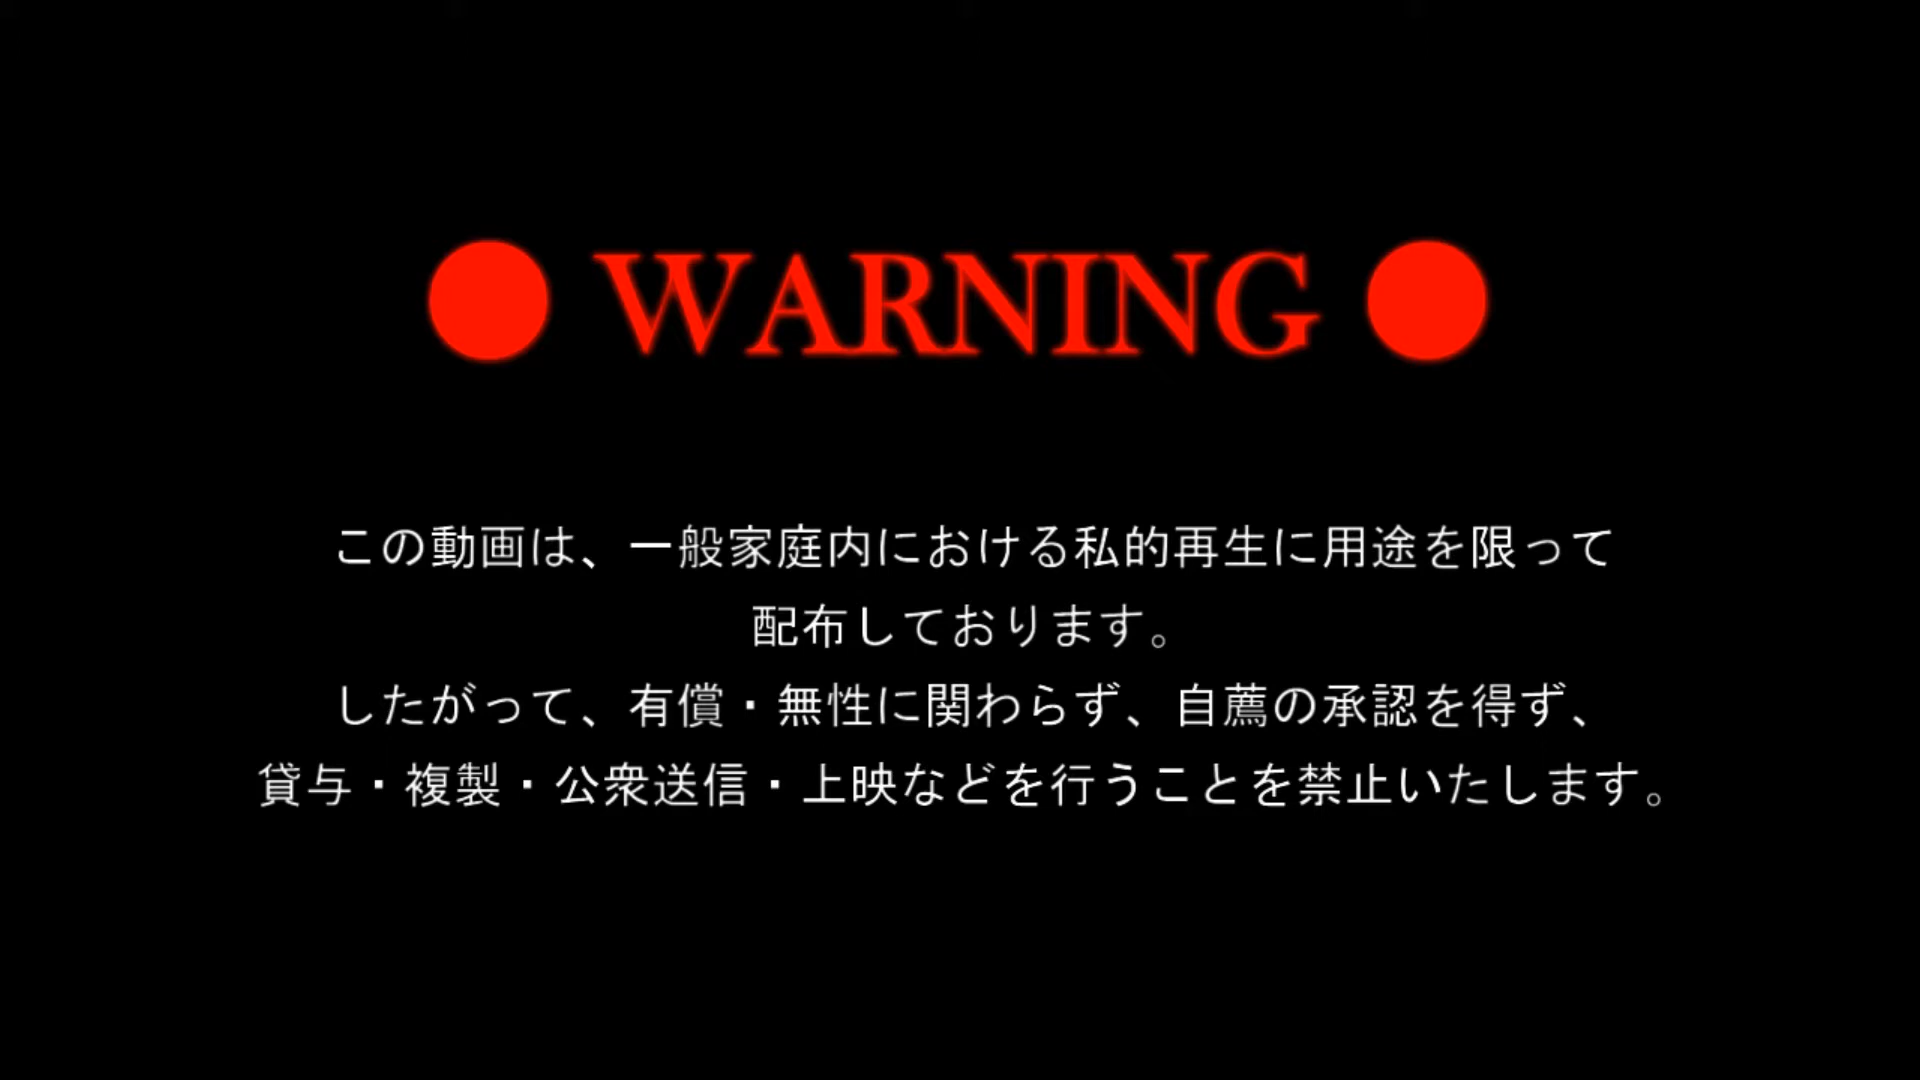 ● WARNING ●
この動画は、一般家庭内における私的再生に用途を限って
配布しております。
したがって、有償・無性に関わらず、自薦の承認を得ず、
貸与・複製・公衆送信・上映などを行うことを禁止いたします。